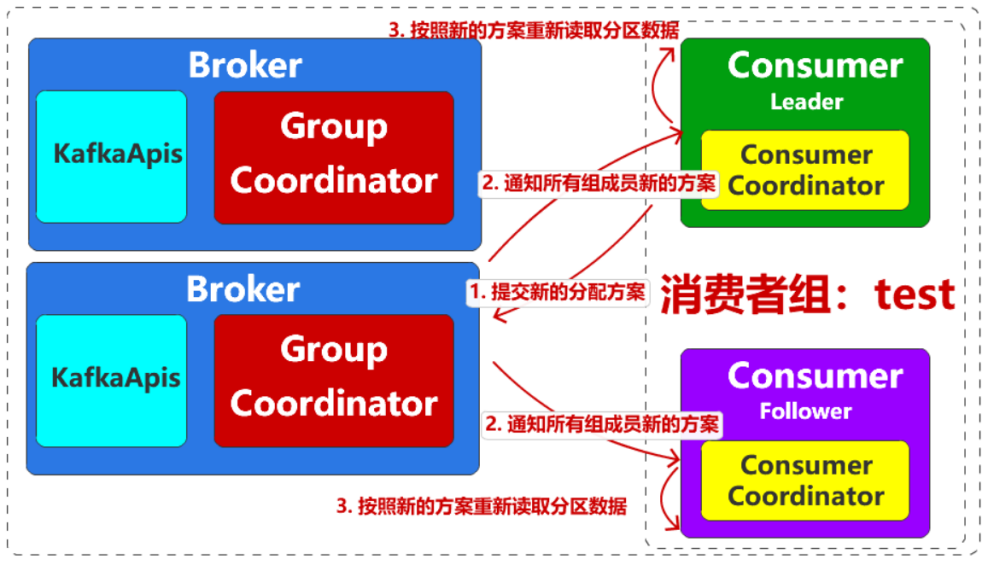 3. 按照新的方案重新读取分区数据
Broker
KafkaApis
Group
Coordinator
Consumer
Leader
Consumer
Coordinator
2. 通知所有组成员新的方案
Broker
KafkaApis
Group
Coordinator
1. 提交新的分配方案
消费者组：test
Consumer
Follower
Consumer
Coordinator
2. 通知所有组成员新的方案
3. 按照新的方案重新读取分区数据